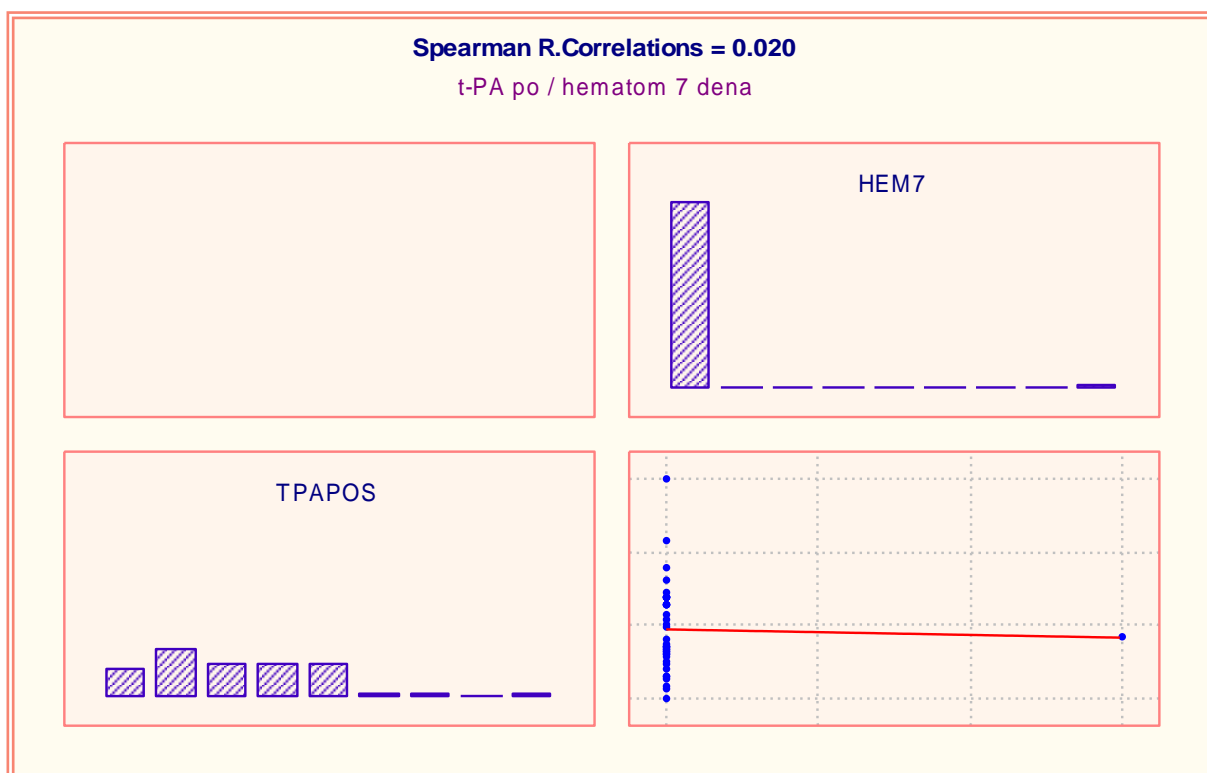 Spearman R.Correlations = 0.020
t-PA po / hematom 7 dena
HEM7
TPAPOS